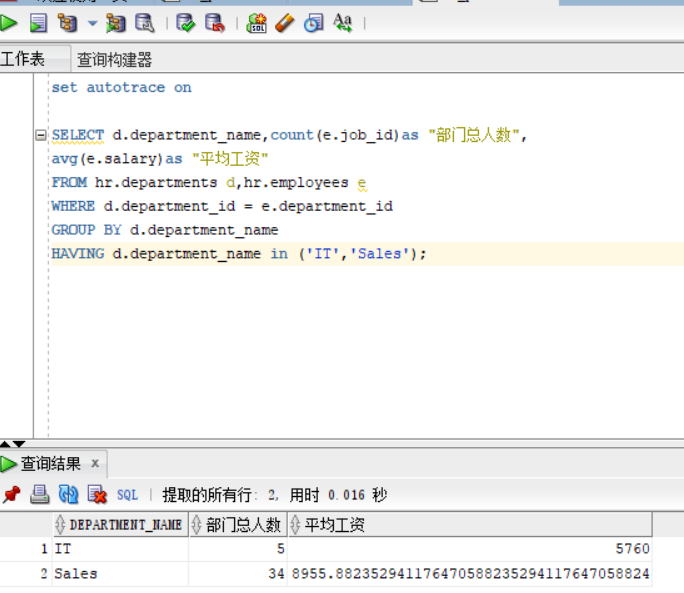 工作表 查询构建器
set autotrace on
SELECT d.department_name,count(e.job_id)as "部门总人数",
avg(e.salary)as "平均工资"
FROM hr.departments d,hr.employees e
WHERE d.department_id = e.department_id
GROUP BY d.department_name
HAVING d.department_name in ('IT','Sales');
查询结果 x
SQL | 提取的所有行: 2, 用时 0.016 秒
DEPARTMENT_NAME 部门总人数 平均工资
1 IT 5 5760
2 Sales 34 8955.882352941176470588235294117647058824